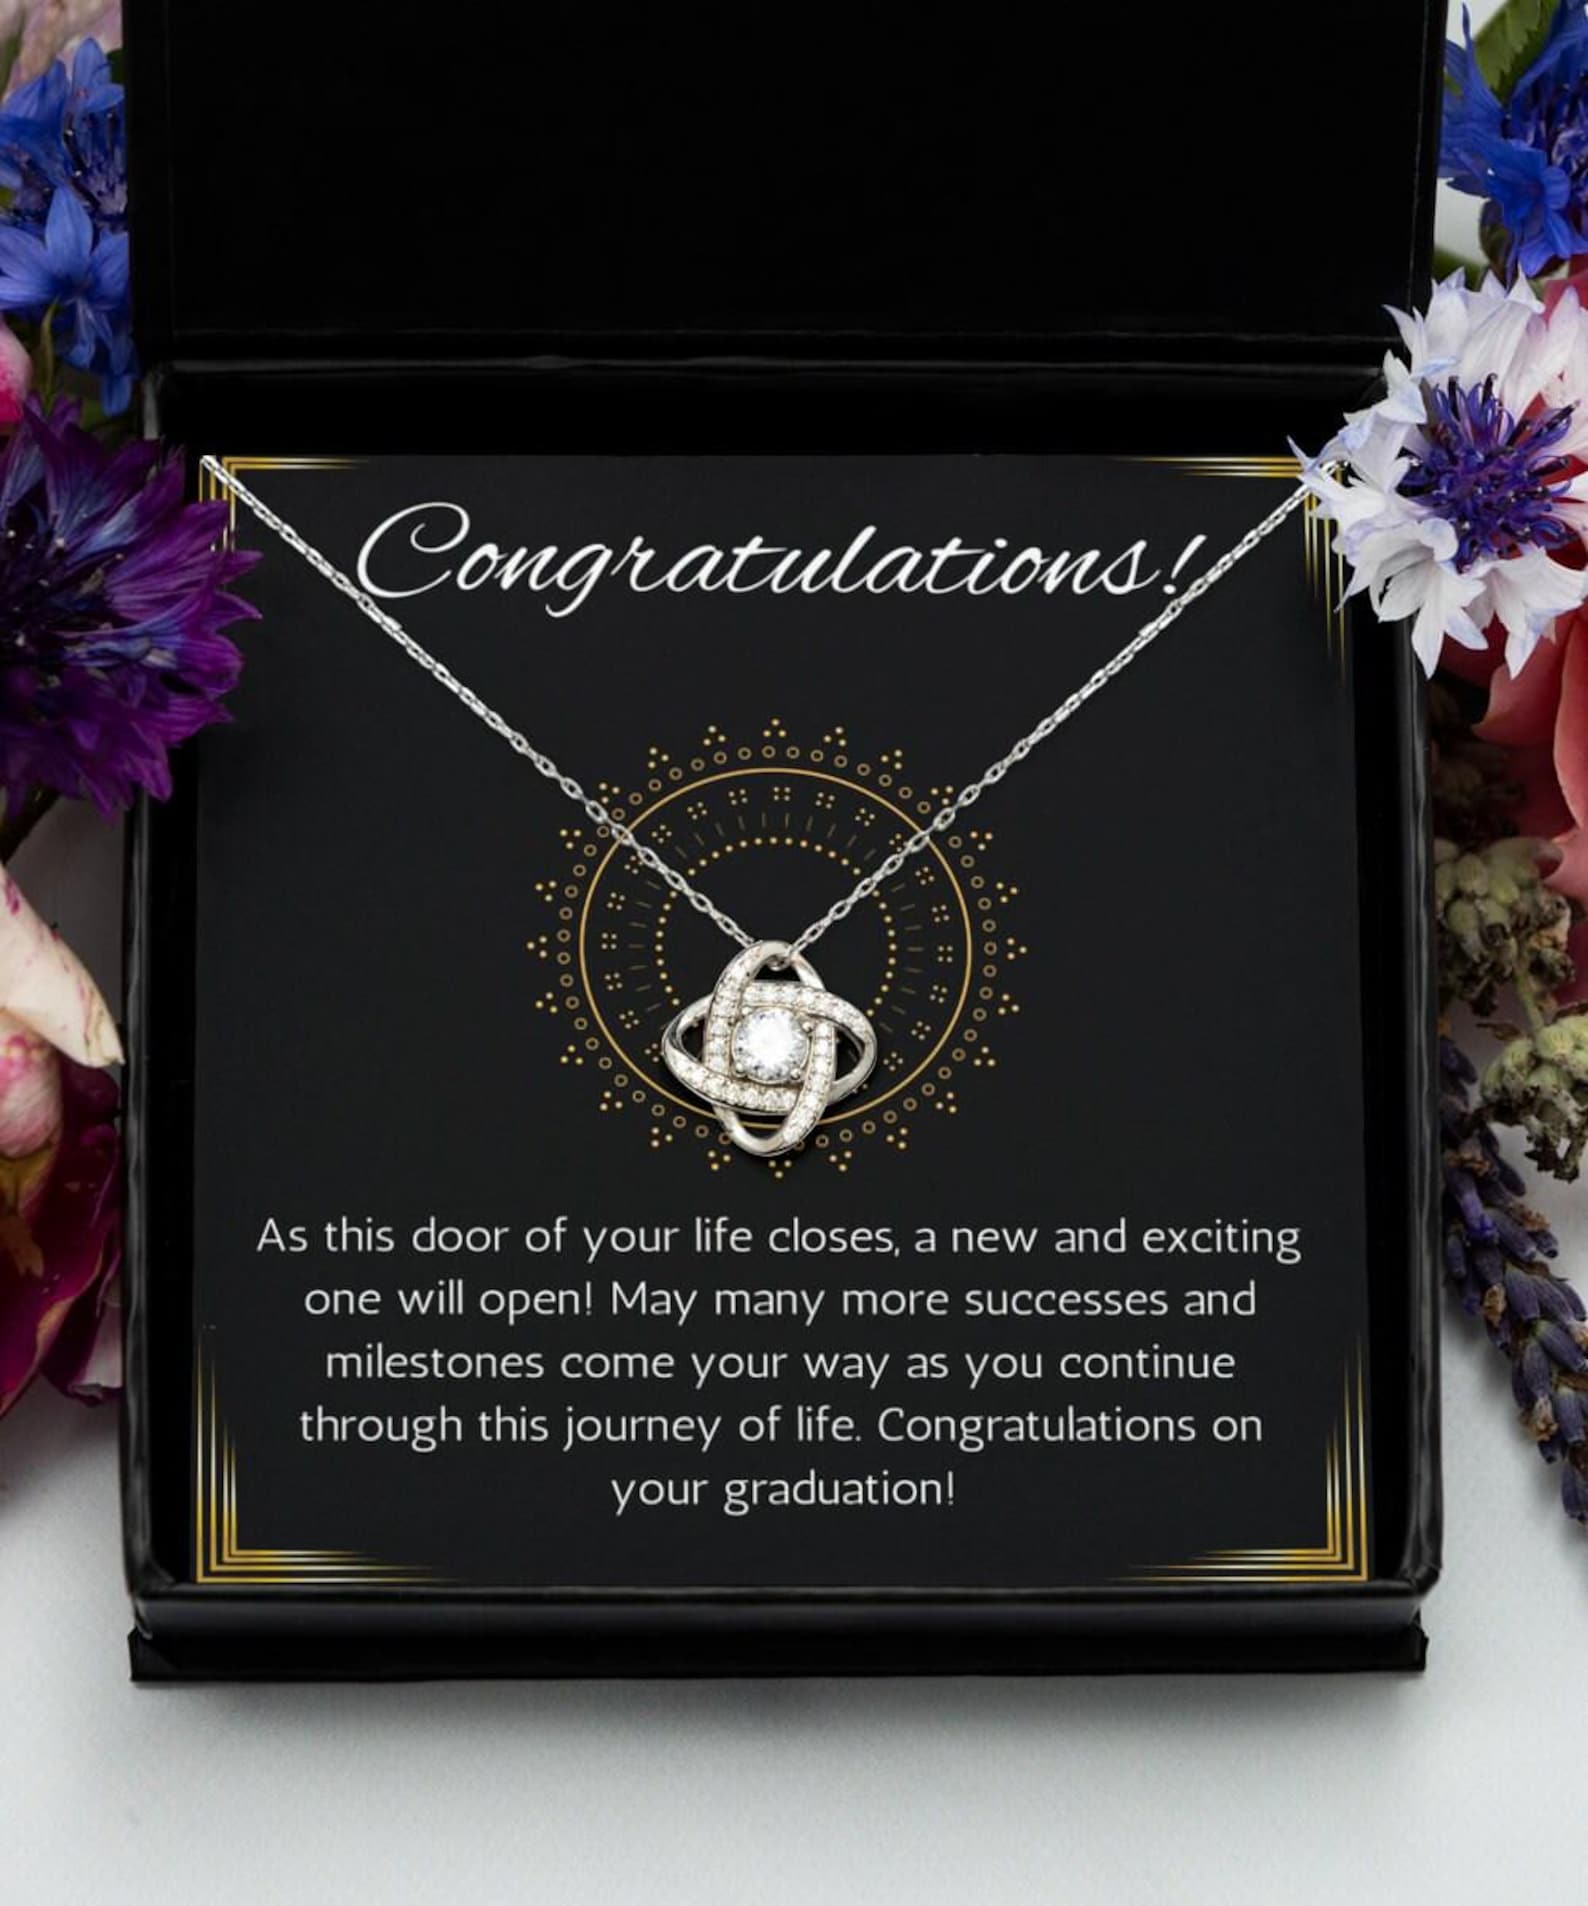 Congratulations!
As this door of your life closes, a new and exciting
one will open! May many more successes and
milestones come your way as you continue
through this journey of life. Congratulations on
your graduation!